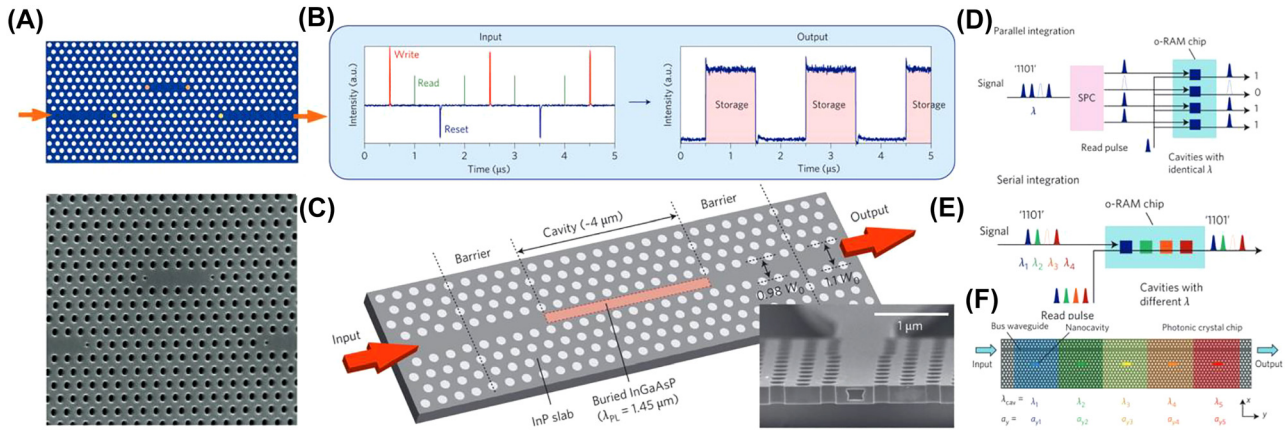 (A)
(B)
Input
Write
Read
Reset
Intensity (a.u.)
0 1 2 3 4 5
Time (µs)
Output
Storage
Storage
Storage
Intensity (a.u.)
0 1 2 3 4 5
Time (µs)
(C)
Barrier
Cavity (~4 µm)
Barrier
Output
0.98 W₀
1.1 W₀
Input
InP slab
Buried InGaAsP
(λPL = 1.45 µm)
1 µm
(D)
Parallel integration
o-RAM chip
Signal
'1101'
λ
SPC
1
0
1
1
Read pulse
Cavities with
identical λ
(E)
Serial integration
o-RAM chip
Signal
'1101'
'1101'
λ₁ λ₂ λ₃ λ₄
Read pulse
Cavities with
different λ
(F)
Bus waveguide
Nanocavity
Photonic crystal chip
Input
Output
λcav = λ₁ λ₂ λ₃ λ₄ λ₅
ay = ay1 ay2 ay3 ay4 ay5
x
y